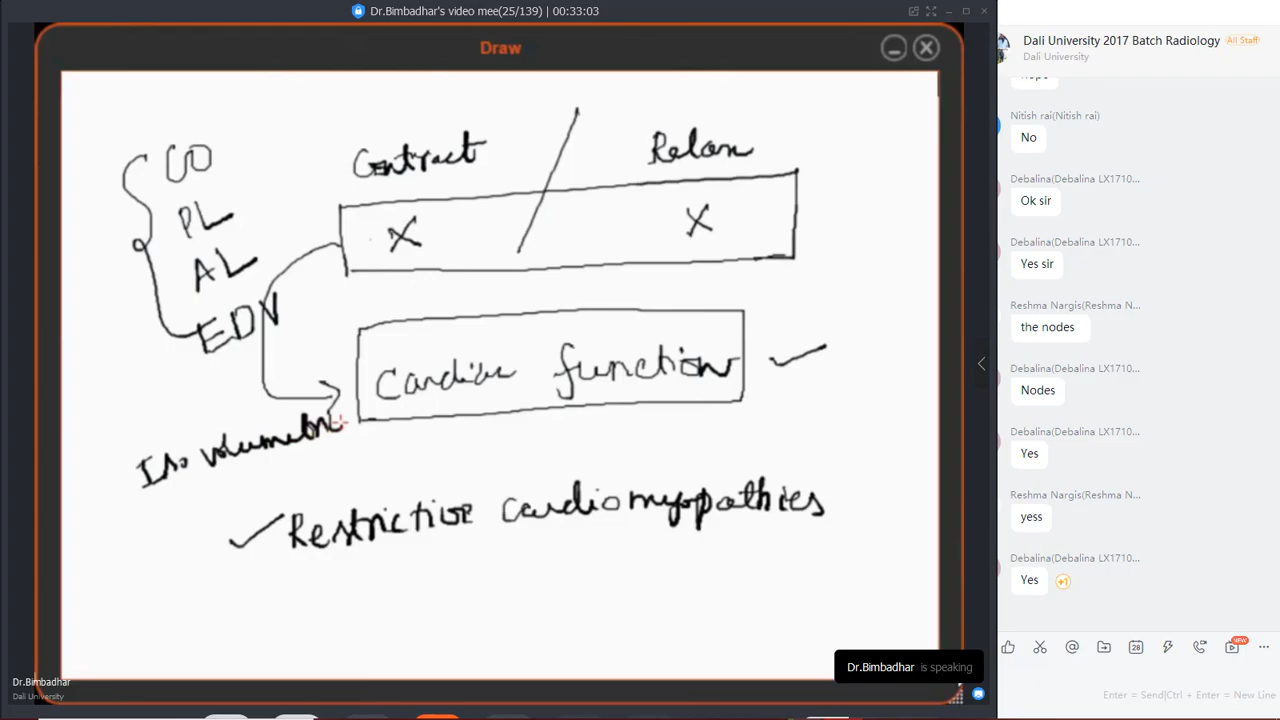 Dr.Bimbadhar's video mee(25/139) | 00:33:03
Draw
CO
PL
AL
EDV
Contract
Relax
X
X
Cardiac function
Isovolumetric
Restrictive cardiomyopathies
Dr.Bimbadhar
Dali University
Dr.Bimbadhar is speaking
Dali University 2017 Batch Radiology All Staff
Dali University
Nitish rai(Nitish rai)
No
Debalina(Debalina LX1710...
Ok sir
Debalina(Debalina LX1710...
Yes sir
Reshma Nargis(Reshma N...
the nodes
Debalina(Debalina LX1710...
Nodes
Debalina(Debalina LX1710...
Yes
Reshma Nargis(Reshma N...
yess
Debalina(Debalina LX1710...
Yes +1
28
NEW
Enter = Send|Ctrl + Enter = New Line